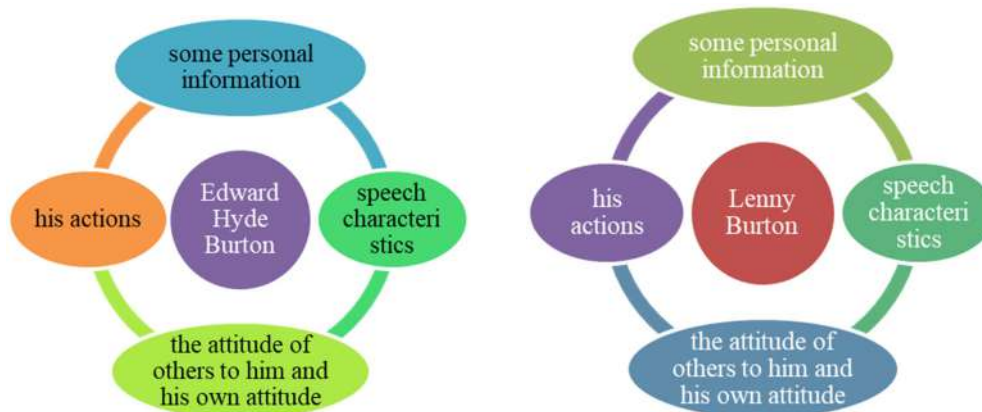 some personal
information
his actions
Edward
Hyde
Burton
speech
characteri
stics
the attitude of
others to him and
his own attitude
some personal
information
his
actions
Lenny
Burton
speech
characteri
stics
the attitude of
others to him and
his own attitude